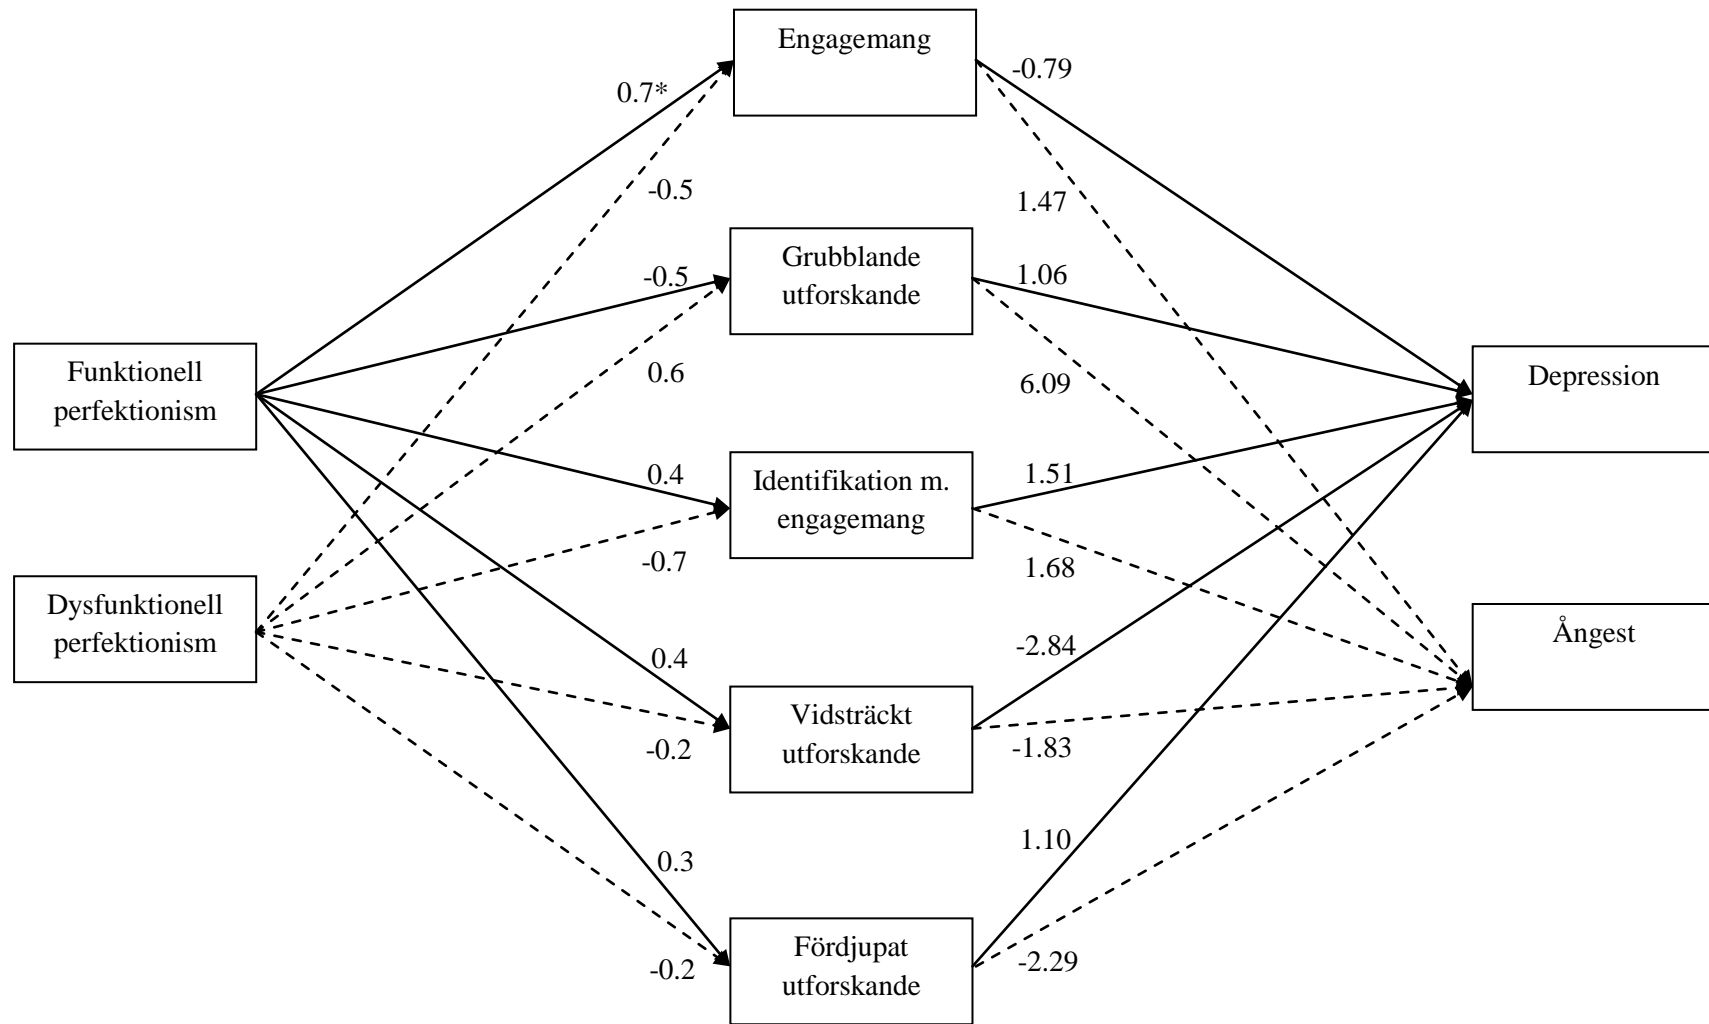 Engagemang
-0.79
0.7*
-0.5
1.47
Grubblande
utforskande
-0.5
1.06
Funktionell
perfektionism
0.6
6.09
Depression
Identifikation m.
engagemang
0.4
1.51
-0.7
1.68
Dysfunktionell
perfektionism
Ångest
0.4
-2.84
Vidsträckt
utforskande
-0.2
-1.83
0.3
1.10
Fördjupat
utforskande
-0.2
-2.29